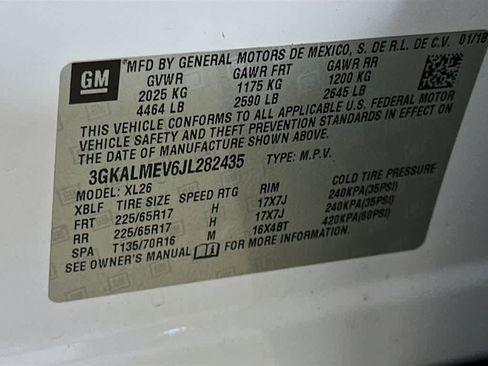 GM
MFD BY GENERAL MOTORS DE MEXICO, S. DE R.L. DE C.V. 01/18
GVWR GAWR FRT GAWR RR
2025 KG 1175 KG 1200 KG
4464 LB 2590 LB 2645 LB
THIS VEHICLE CONFORMS TO ALL APPLICABLE U.S. FEDERAL MOTOR
VEHICLE SAFETY AND THEFT PREVENTION STANDARDS IN EFFECT ON
THE DATE OF MANUFACTURE SHOWN ABOVE.
3GKALMEV6JL282435 TYPE: M.P.V.
MODEL: XL26
XBLF TIRE SIZE SPEED RTG RIM COLD TIRE PRESSURE
FRT 225/65R17 H 17X7J 240KPA(35PSI)
RR 225/65R17 H 17X7J 240KPA(35PSI)
SPA T135/70R16 M 16X4BT 420KPA(60PSI)
SEE OWNER'S MANUAL FOR MORE INFORMATION.